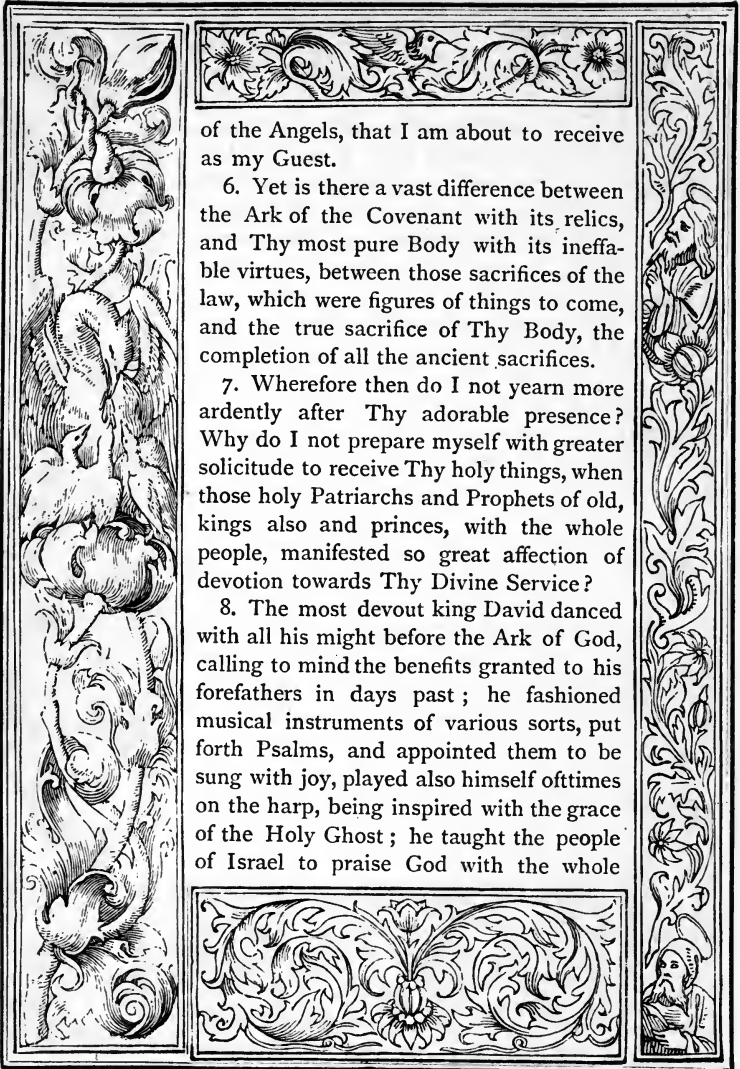 of the Angels, that I am about to receive
as my Guest.
6. Yet is there a vast difference between
the Ark of the Covenant with its relics,
and Thy most pure Body with its ineffa-
ble virtues, between those sacrifices of the
law, which were figures of things to come,
and the true sacrifice of Thy Body, the
completion of all the ancient sacrifices.
7. Wherefore then do I not yearn more
ardently after Thy adorable presence?
Why do I not prepare myself with greater
solicitude to receive Thy holy things, when
those holy Patriarchs and Prophets of old,
kings also and princes, with the whole
people, manifested so great affection of
devotion towards Thy Divine Service?
8. The most devout king David danced
with all his might before the Ark of God,
calling to mind the benefits granted to his
forefathers in days past; he fashioned
musical instruments of various sorts, put
forth Psalms, and appointed them to be
sung with joy, played also himself ofttimes
on the harp, being inspired with the grace
of the Holy Ghost; he taught the people
of Israel to praise God with the whole